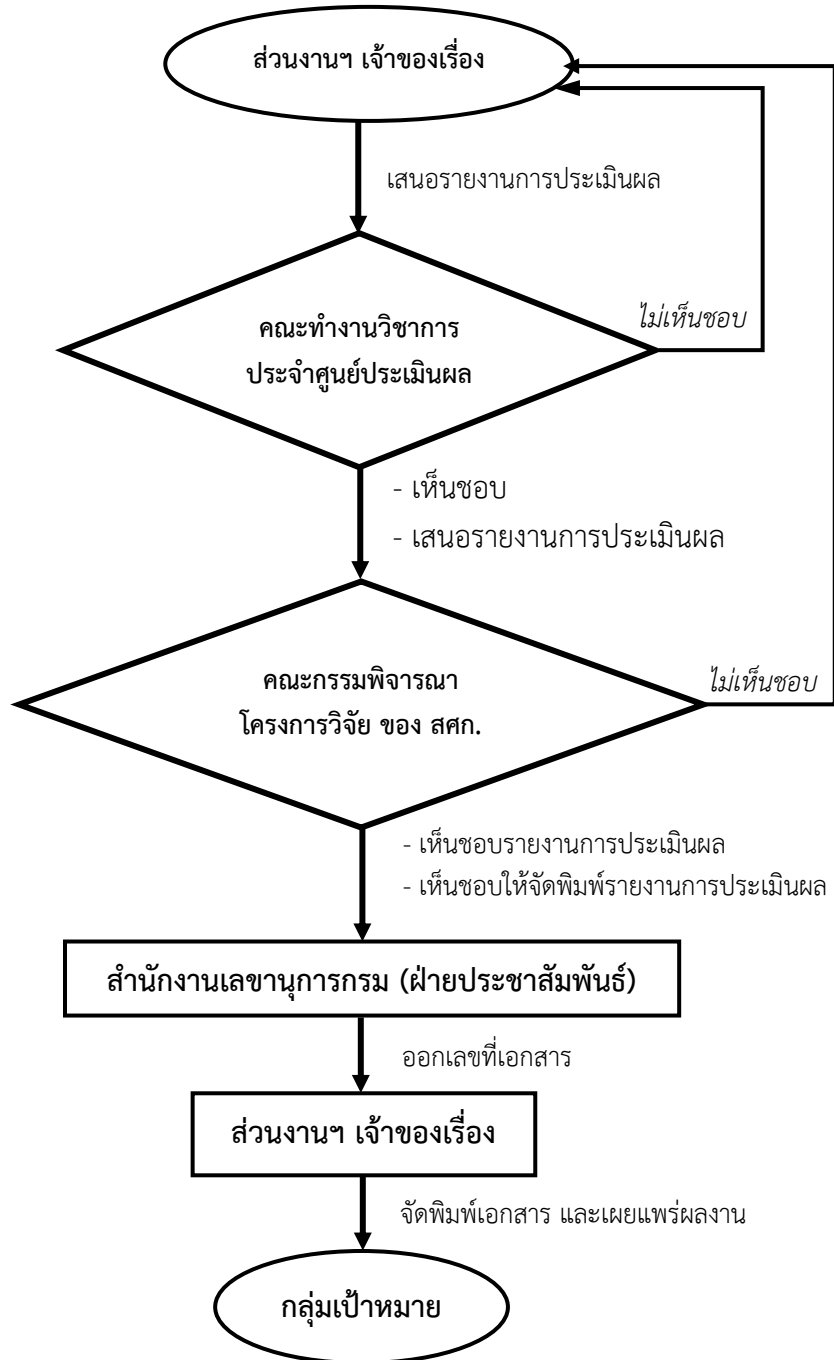 ส่วนงานฯ เจ้าของเรื่อง
เสนอรายงานการประเมินผล
คณะทำงานวิชาการ
ประจำศูนย์ประเมินผล
ไม่เห็นชอบ
- เห็นชอบ
- เสนอรายงานการประเมินผล
คณะกรรมพิจารณา
โครงการวิจัย ของ สศก.
ไม่เห็นชอบ
- เห็นชอบรายงานการประเมินผล
- เห็นชอบให้จัดพิมพ์รายงานการประเมินผล
สำนักงานเลขานุการกรม (ฝ่ายประชาสัมพันธ์)
ออกเลขที่เอกสาร
ส่วนงานฯ เจ้าของเรื่อง
จัดพิมพ์เอกสาร และเผยแพร่ผลงาน
กลุ่มเป้าหมาย